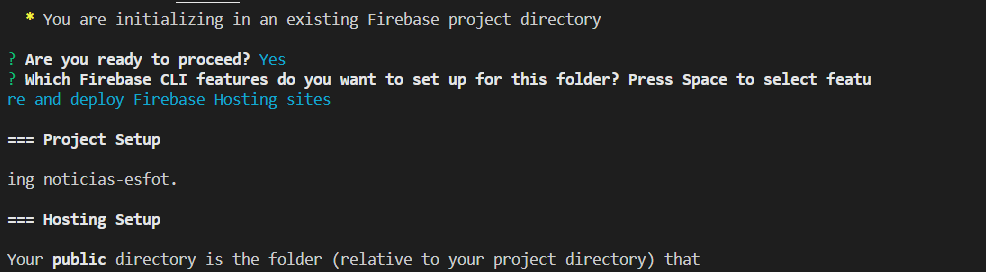 * You are initializing in an existing Firebase project directory
? Are you ready to proceed? Yes
? Which Firebase CLI features do you want to set up for this folder? Press Space to select featu
re and deploy Firebase Hosting sites
=== Project Setup
ing noticias-esfot.
=== Hosting Setup
Your public directory is the folder (relative to your project directory) that